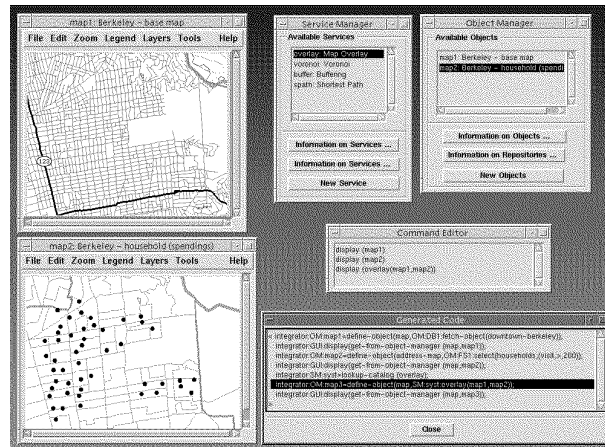 map1: Berkeley - base map
File Edit Zoom Legend Layers Tools Help
123
map2: Berkeley - household (spendings)
File Edit Zoom Legend Layers Tools Help
Service Manager
Available Services
overlay: Map Overlay
voronoi: Voronoi
buffer: Buffering
spath: Shortest Path
Information on Services ...
Information on Services ...
New Service
Object Manager
Available Objects
map1: Berkeley - base map
map2: Berkeley - household (spendi
Information on Objects ...
Information on Repositories ...
New Objects
Command Editor
display (map1)
display (map2)
display (overlay(map1,map2))
Generated Code
integrator:OM:map1=define-object(map,OM:DB1:fetch-object(downtown-berkeley));
integrator:GUI:display(get-from-object-manager (map,map1));
integrator:OM:map2=define-object(address-map,OM:FS1:select(households,(visa,>,200));
integrator:GUI:display(get-from-object-manager (map,map2));
integrator:SM:syst=lookup-catalog (overlay);
integrator:OM:map3=define-object(map,SM:syst:overlay(map1,map2));
integrator:GUI:display(get-from-object-manager (map,map3));
Close